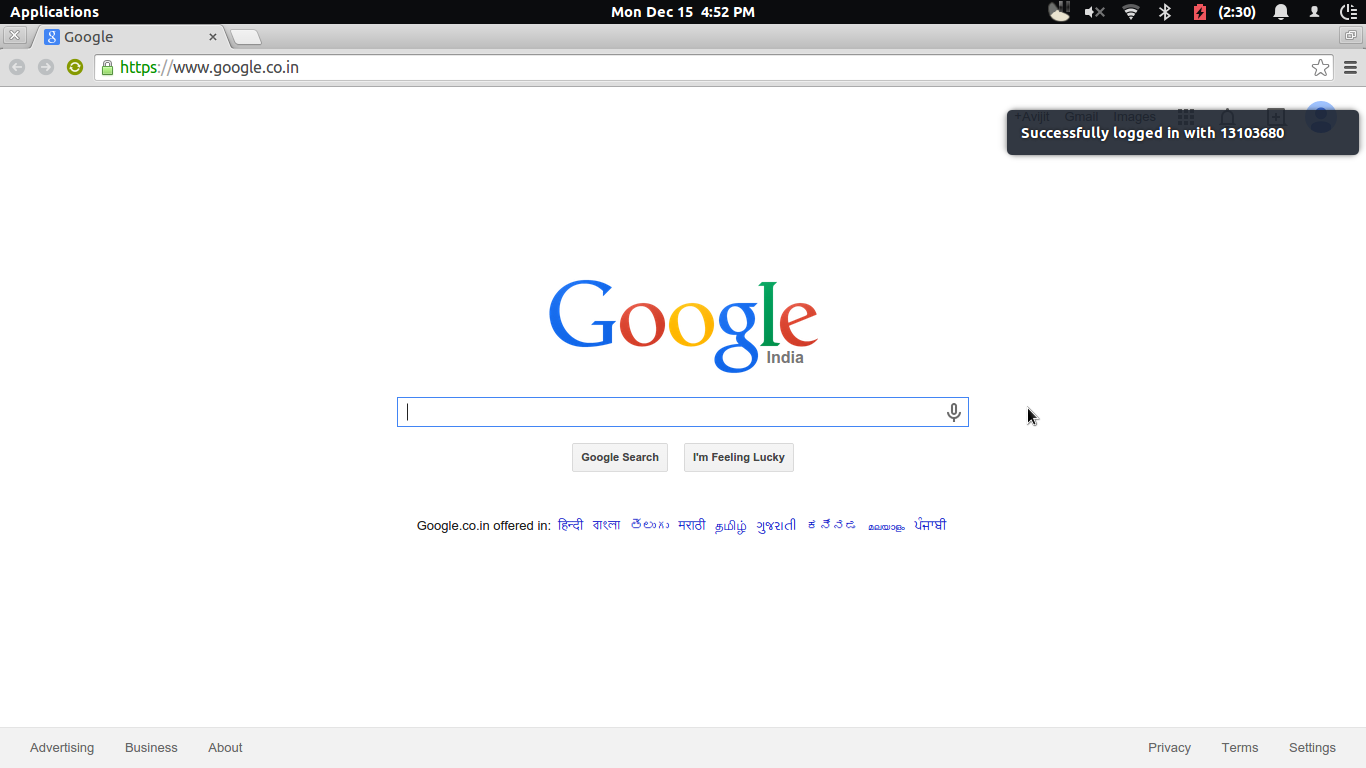 Applications
Mon Dec 15 4:52 PM
(2:30)
Google
https://www.google.co.in
+Avijit Gmail Images
Successfully logged in with 13103680
Google
India
Google Search I'm Feeling Lucky
Google.co.in offered in: हिन्दी বাংলা తెలుగు मराठी தமிழ் ગુજરાતી ಕನ್ನಡ മലയാളം ਪੰਜਾਬੀ
Advertising Business About Privacy Terms Settings